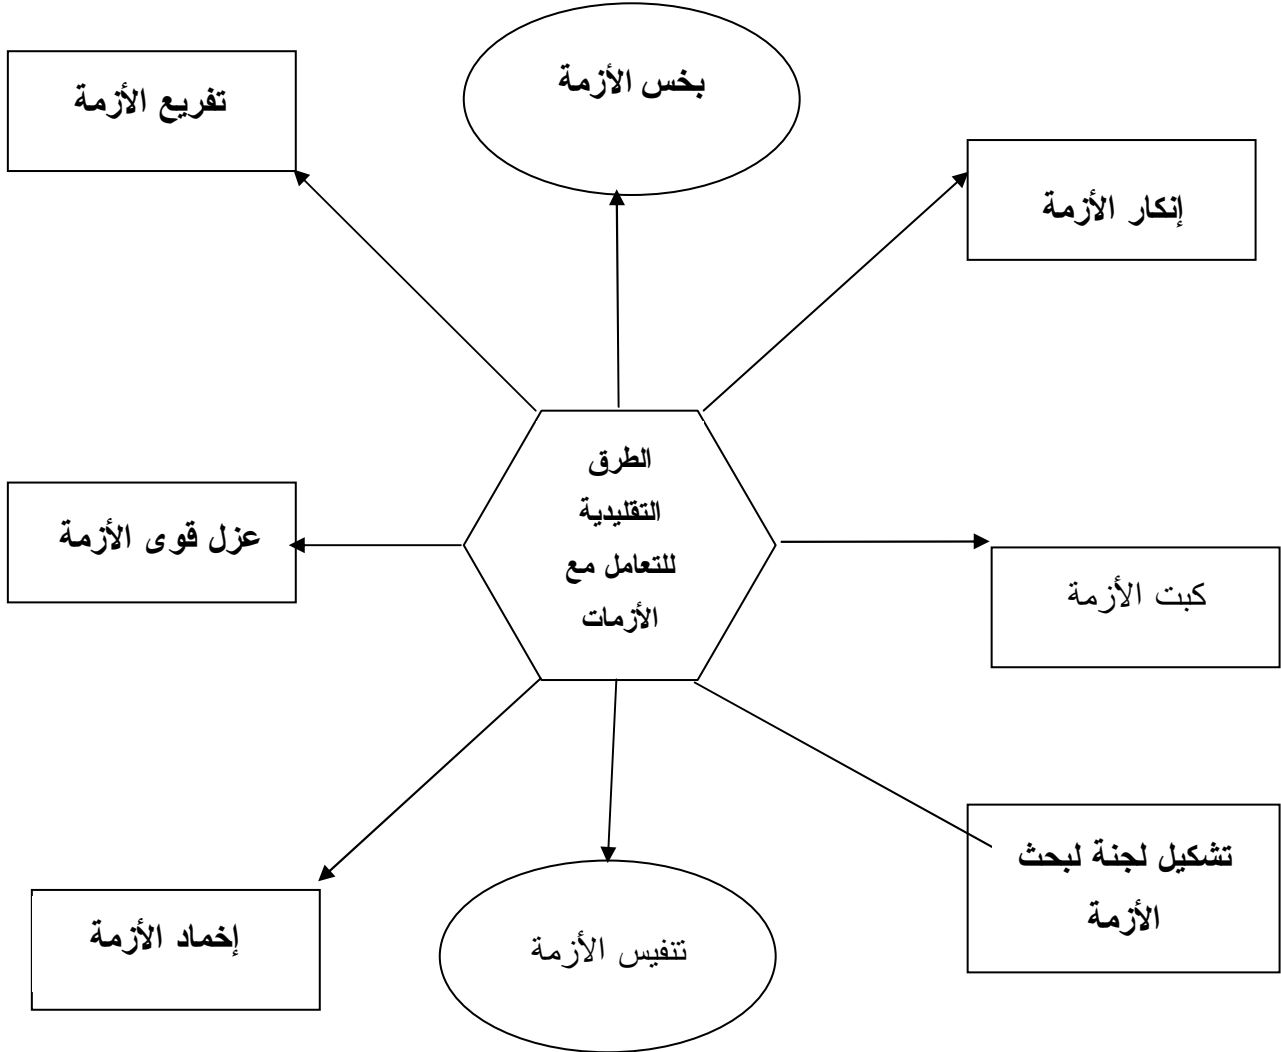 بخس الأزمة
تفريع الأزمة
إنكار الأزمة
الطرق
التقليدية
للتعامل مع
الأزمات
عزل قوى الأزمة
كبت الأزمة
تشكيل لجنة لبحث
الأزمة
إخماد الأزمة
تنفيس الأزمة